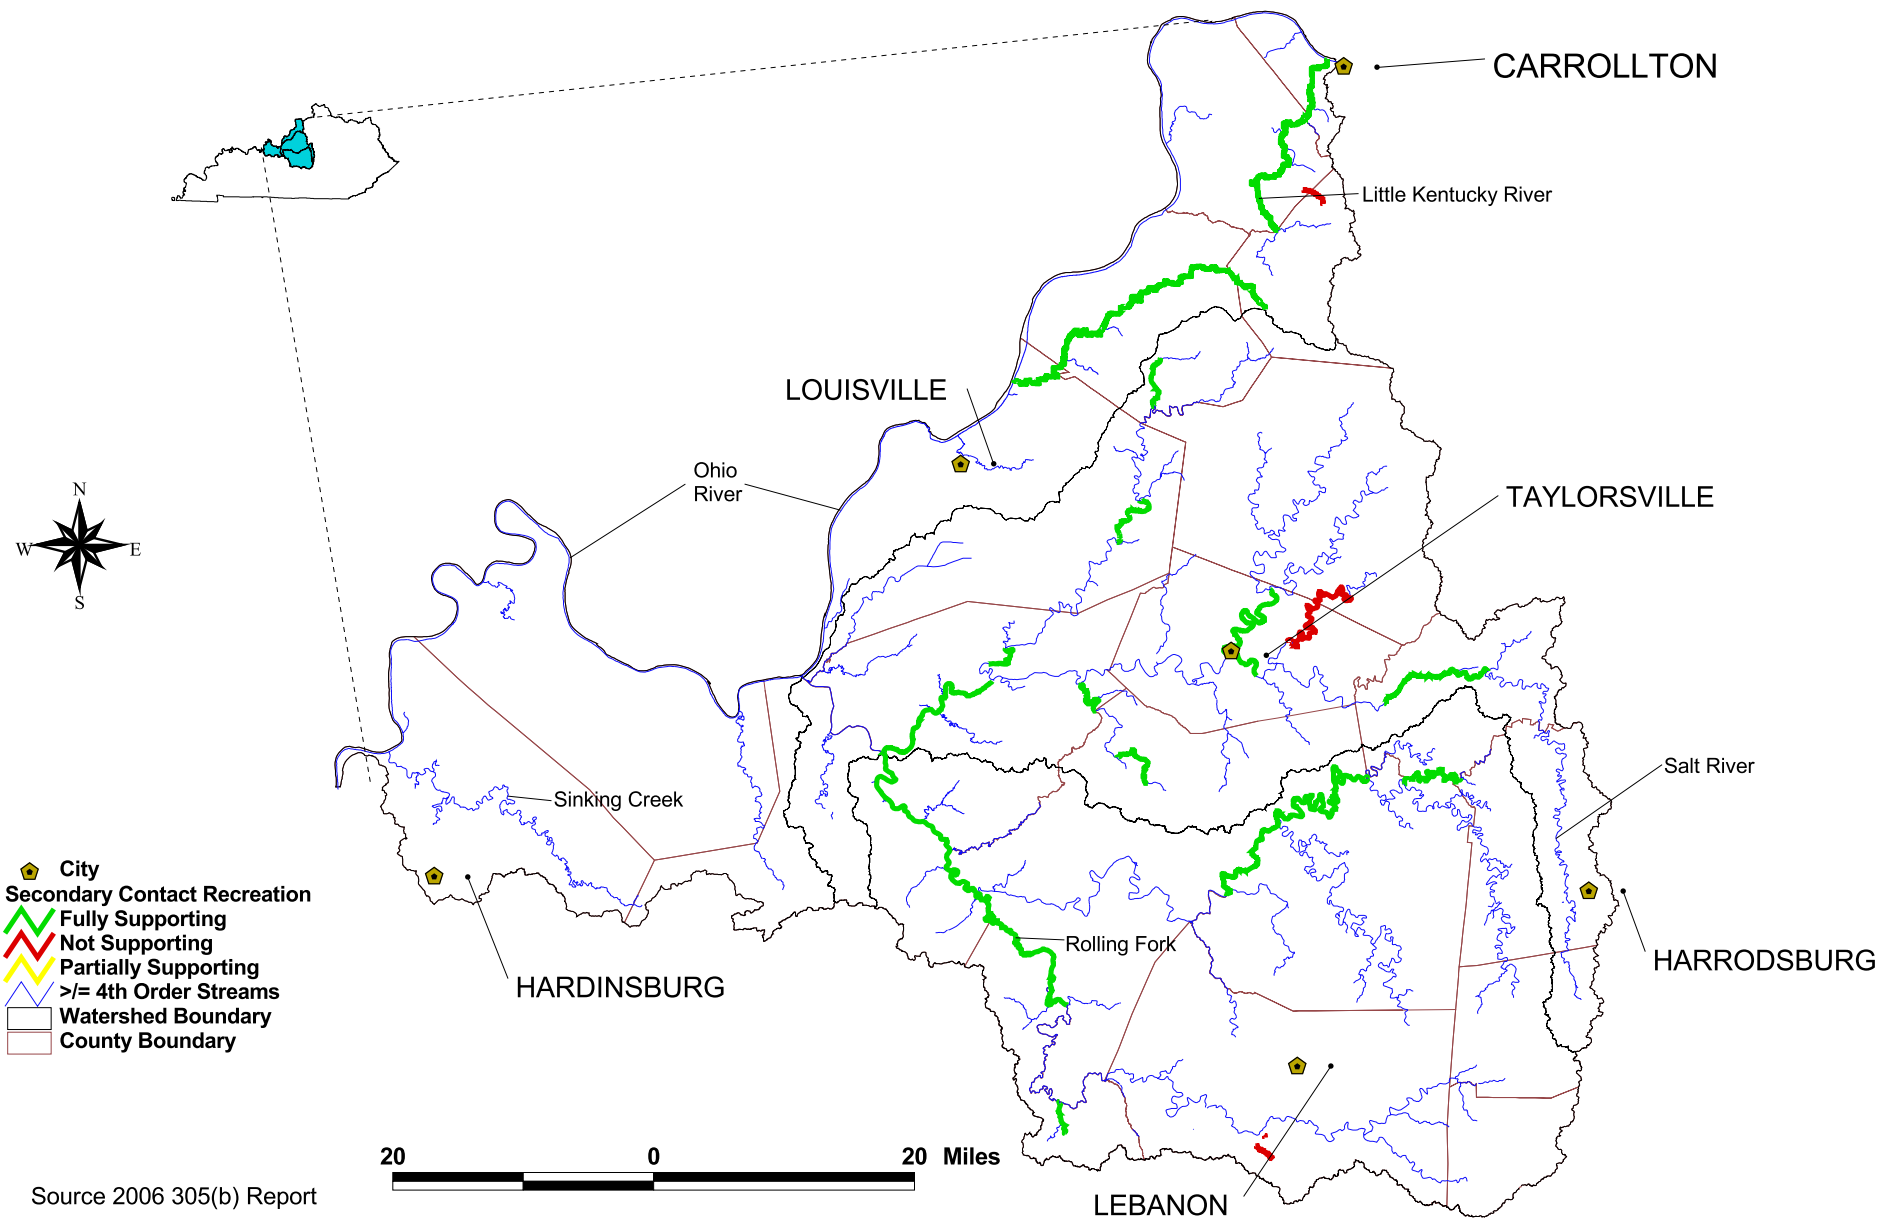 CARROLLTON
Little Kentucky River
LOUISVILLE
Ohio
River
TAYLORSVILLE
N
W
E
S
Salt River
Sinking Creek
City
Secondary Contact Recreation
Fully Supporting
Not Supporting
Partially Supporting
>/= 4th Order Streams
Watershed Boundary
County Boundary
Rolling Fork
HARDINSBURG
HARRODSBURG
20
0
20
Miles
Source 2006 305(b) Report
LEBANON